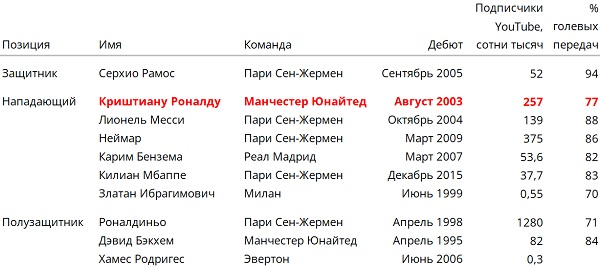 Подписчики %
YouTube, голевых
Позиция Имя Команда Дебют сотни тысяч передач
Защитник Серхио Рамос Пари Сен-Жермен Сентябрь 2005 52 94
Нападающий Криштиану Роналду Манчестер Юнайтед Август 2003 257 77
Лионель Месси Пари Сен-Жермен Октябрь 2004 139 88
Неймар Пари Сен-Жермен Март 2009 375 86
Карим Бензема Реал Мадрид Март 2007 53,6 82
Килиан Мбаппе Пари Сен-Жермен Декабрь 2015 37,7 83
Златан Ибрагимович Милан Июнь 1999 0,55 70
Полузащитник Роналдиньо Пари Сен-Жермен Апрель 1998 1280 71
Дэвид Бэкхем Манчестер Юнайтед Апрель 1995 82 84
Хамес Родригес Эвертон Июнь 2006 0,3